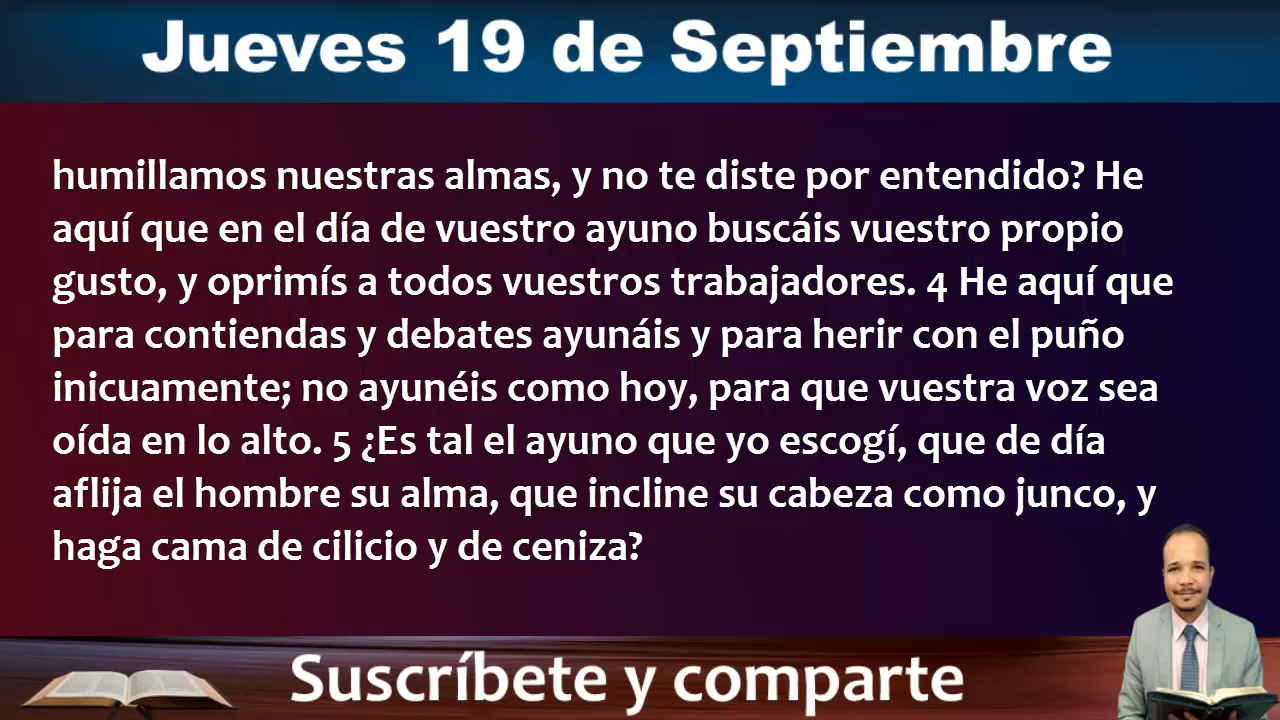 Jueves 19 de Septiembre
humillamos nuestras almas, y no te diste por entendido? He
aquí que en el día de vuestro ayuno buscáis vuestro propio
gusto, y oprimís a todos vuestros trabajadores. 4 He aquí que
para contiendas y debates ayunáis y para herir con el puño
inicuamente; no ayunéis como hoy, para que vuestra voz sea
oída en lo alto. 5 ¿Es tal el ayuno que yo escogí, que de día
aflija el hombre su alma, que incline su cabeza como junco, y
haga cama de cilicio y de ceniza?
Suscríbete y comparte